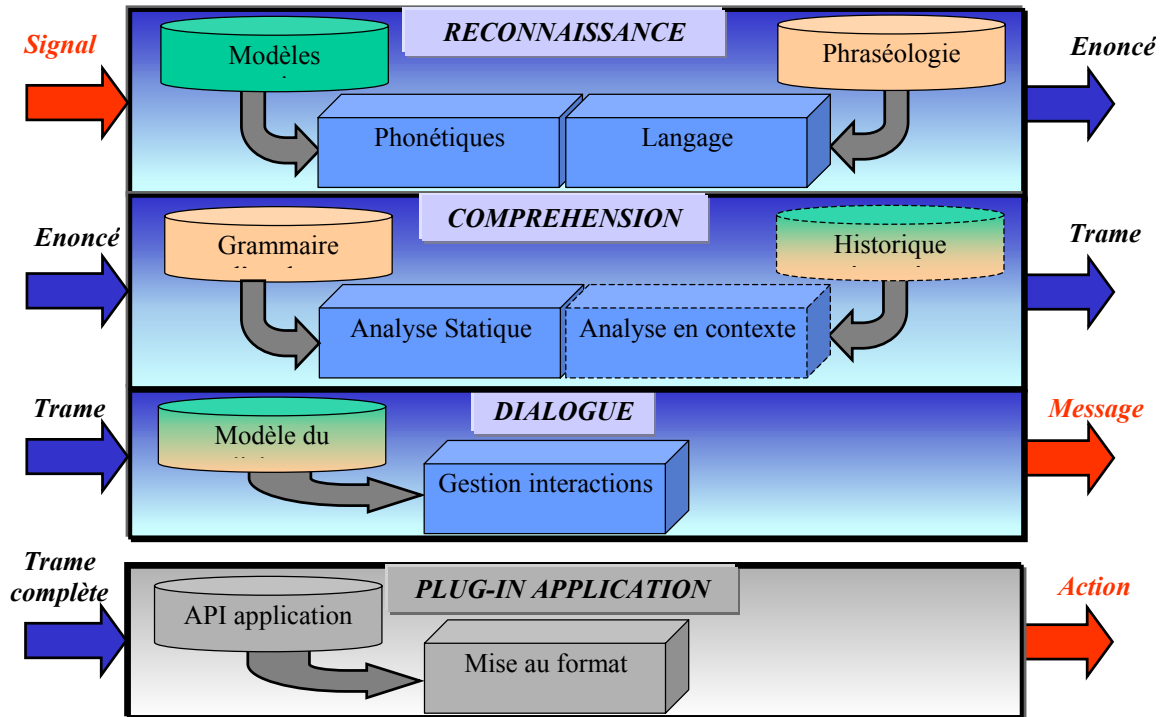 RECONNAISSANCE
Signal
Modèles
Phraséologie
Enoncé
Phonétiques
Langage
COMPREHENSION
Enoncé
Grammaire
Historique
Trame
Analyse Statique
Analyse en contexte
DIALOGUE
Trame
Modèle du
Message
Gestion interactions
Trame
complète
PLUG-IN APPLICATION
API application
Action
Mise au format